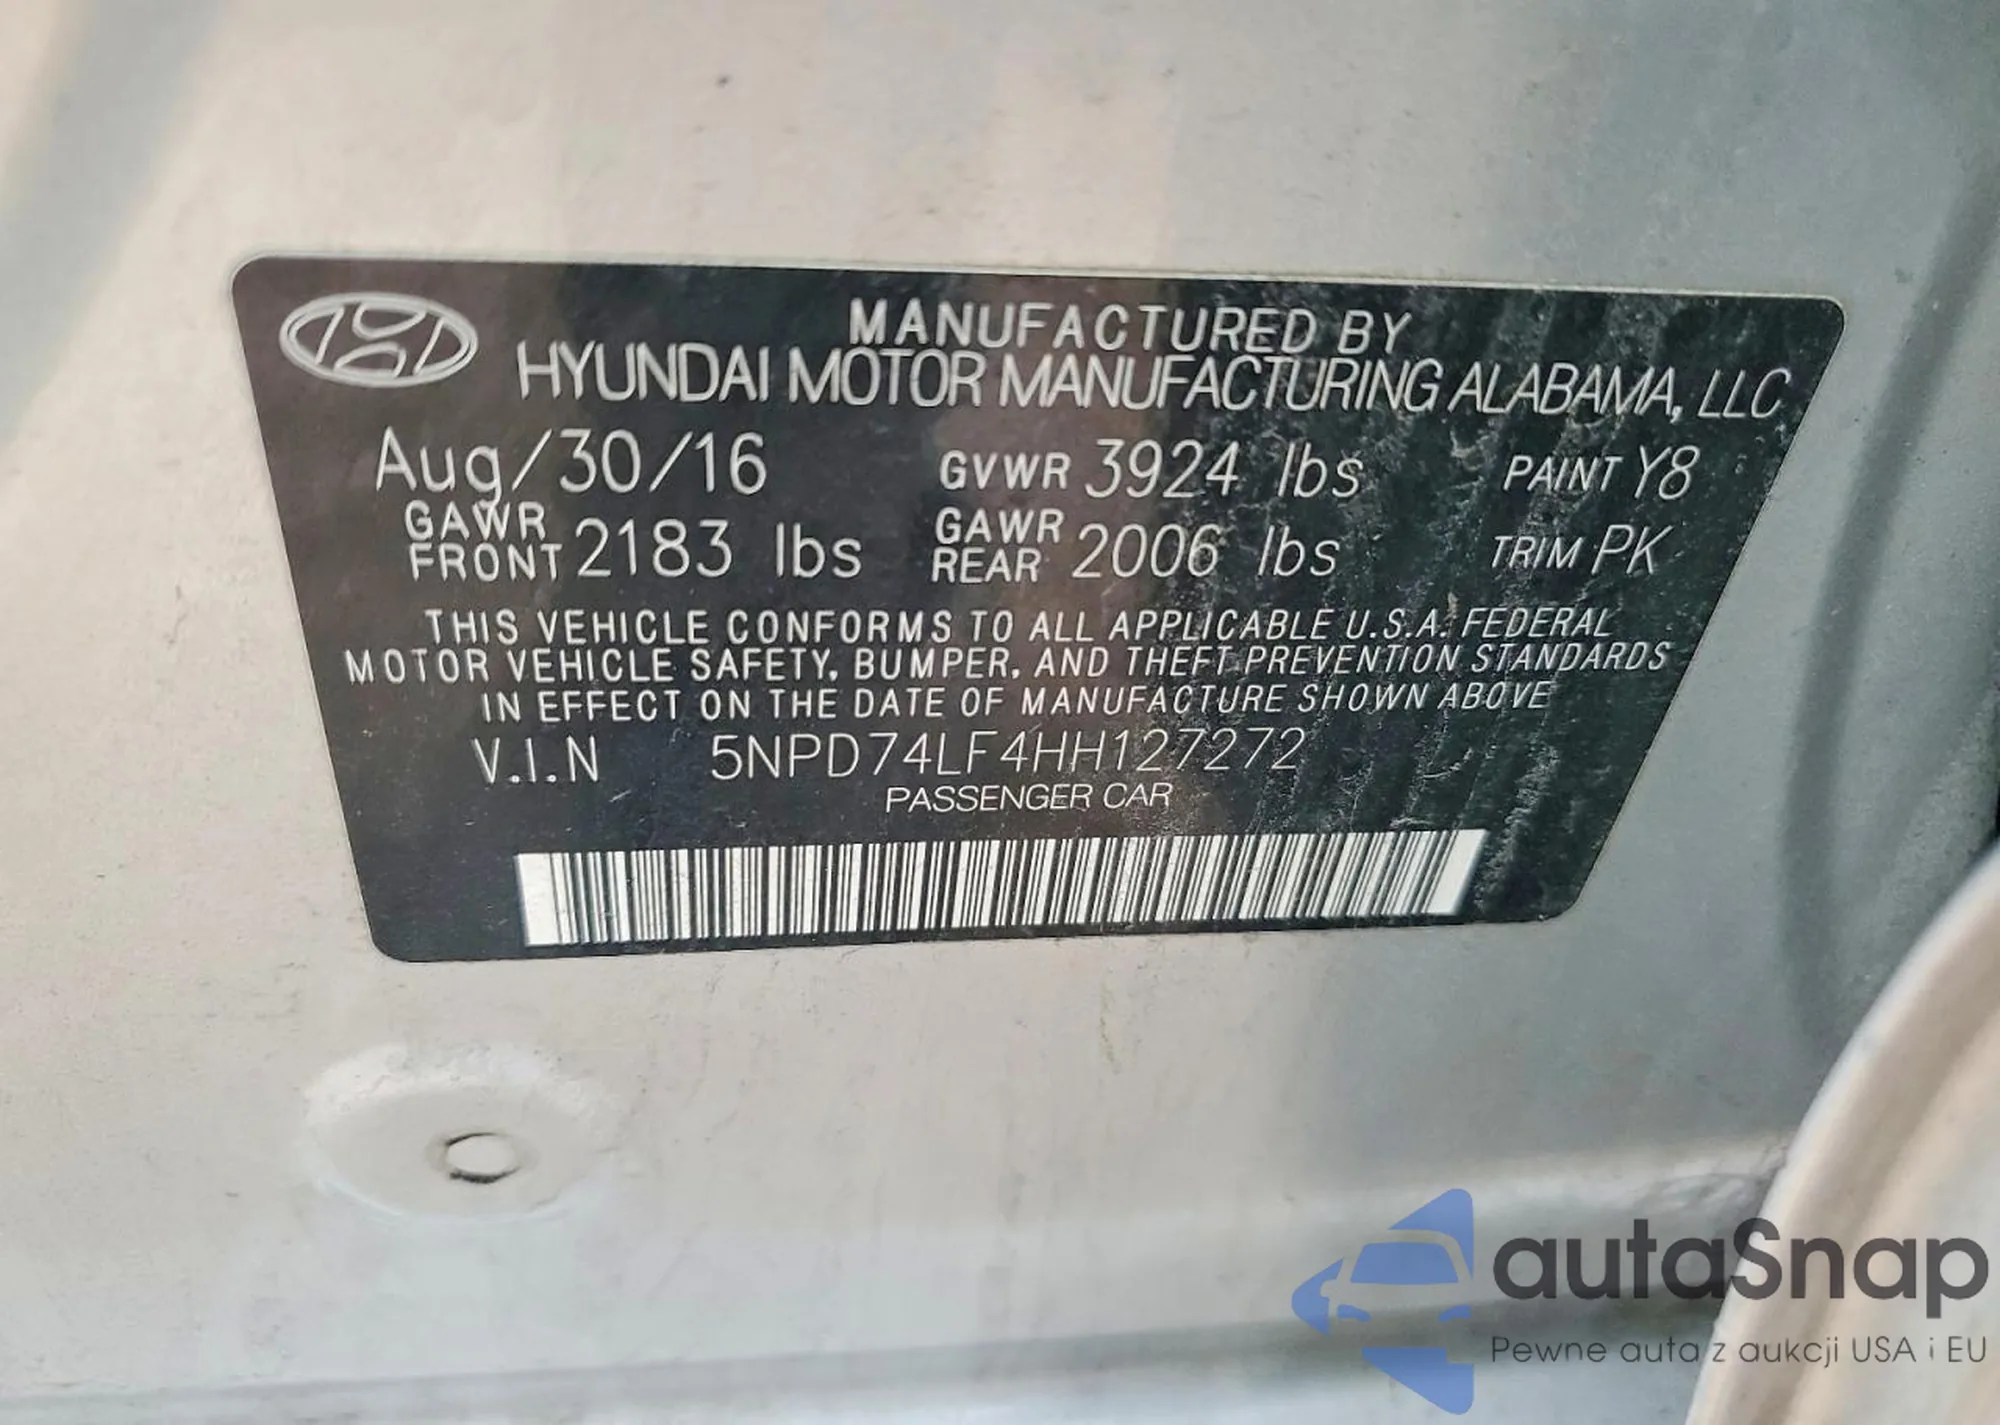 MANUFACTURED BY
HYUNDAI MOTOR MANUFACTURING ALABAMA, LLC
Aug/30/16 GVWR 3924 lbs PAINT Y8
GAWR FRONT 2183 lbs GAWR REAR 2006 lbs TRIM PK
THIS VEHICLE CONFORMS TO ALL APPLICABLE U.S.A. FEDERAL
MOTOR VEHICLE SAFETY, BUMPER, AND THEFT PREVENTION STANDARDS
IN EFFECT ON THE DATE OF MANUFACTURE SHOWN ABOVE
V.I.N 5NPD74LF4HH127272
PASSENGER CAR
autaSnap
Pewne auta z aukcji USA i EU